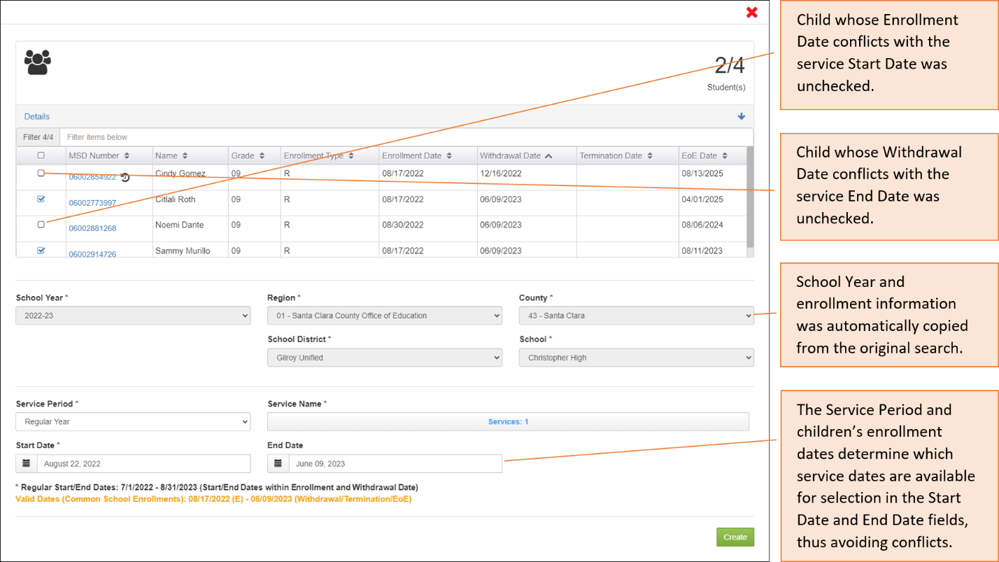 2/4
Student(s)
Details
Filter 4/4 Filter items below
MSD Number Name Grade Enrollment Type Enrollment Date Withdrawal Date Termination Date EoE Date
06002854922 Cindy Gomez 09 R 08/17/2022 12/16/2022 08/13/2025
06002773997 Citlali Roth 09 R 08/17/2022 06/09/2023 04/01/2025
06002881268 Noemi Dante 09 R 08/30/2022 06/09/2023 08/06/2024
06002914726 Sammy Murillo 09 R 08/17/2022 06/09/2023 08/11/2023
School Year * Region * County *
2022-23 01 - Santa Clara County Office of Education 43 - Santa Clara
School District * School *
Gilroy Unified Christopher High
Service Period * Service Name *
Regular Year Services: 1
Start Date * End Date
August 22, 2022 June 09, 2023
* Regular Start/End Dates: 7/1/2022 - 8/31/2023 (Start/End Dates within Enrollment and Withdrawal Date)
Valid Dates (Common School Enrollments): 08/17/2022 (E) - 06/09/2023 (Withdrawal/Termination/EoE)
Create
Child whose Enrollment
Date conflicts with the
service Start Date was
unchecked.
Child whose Withdrawal
Date conflicts with the
service End Date was
unchecked.
School Year and
enrollment information
was automatically copied
from the original search.
The Service Period and
children’s enrollment
dates determine which
service dates are available
for selection in the Start
Date and End Date fields,
thus avoiding conflicts.